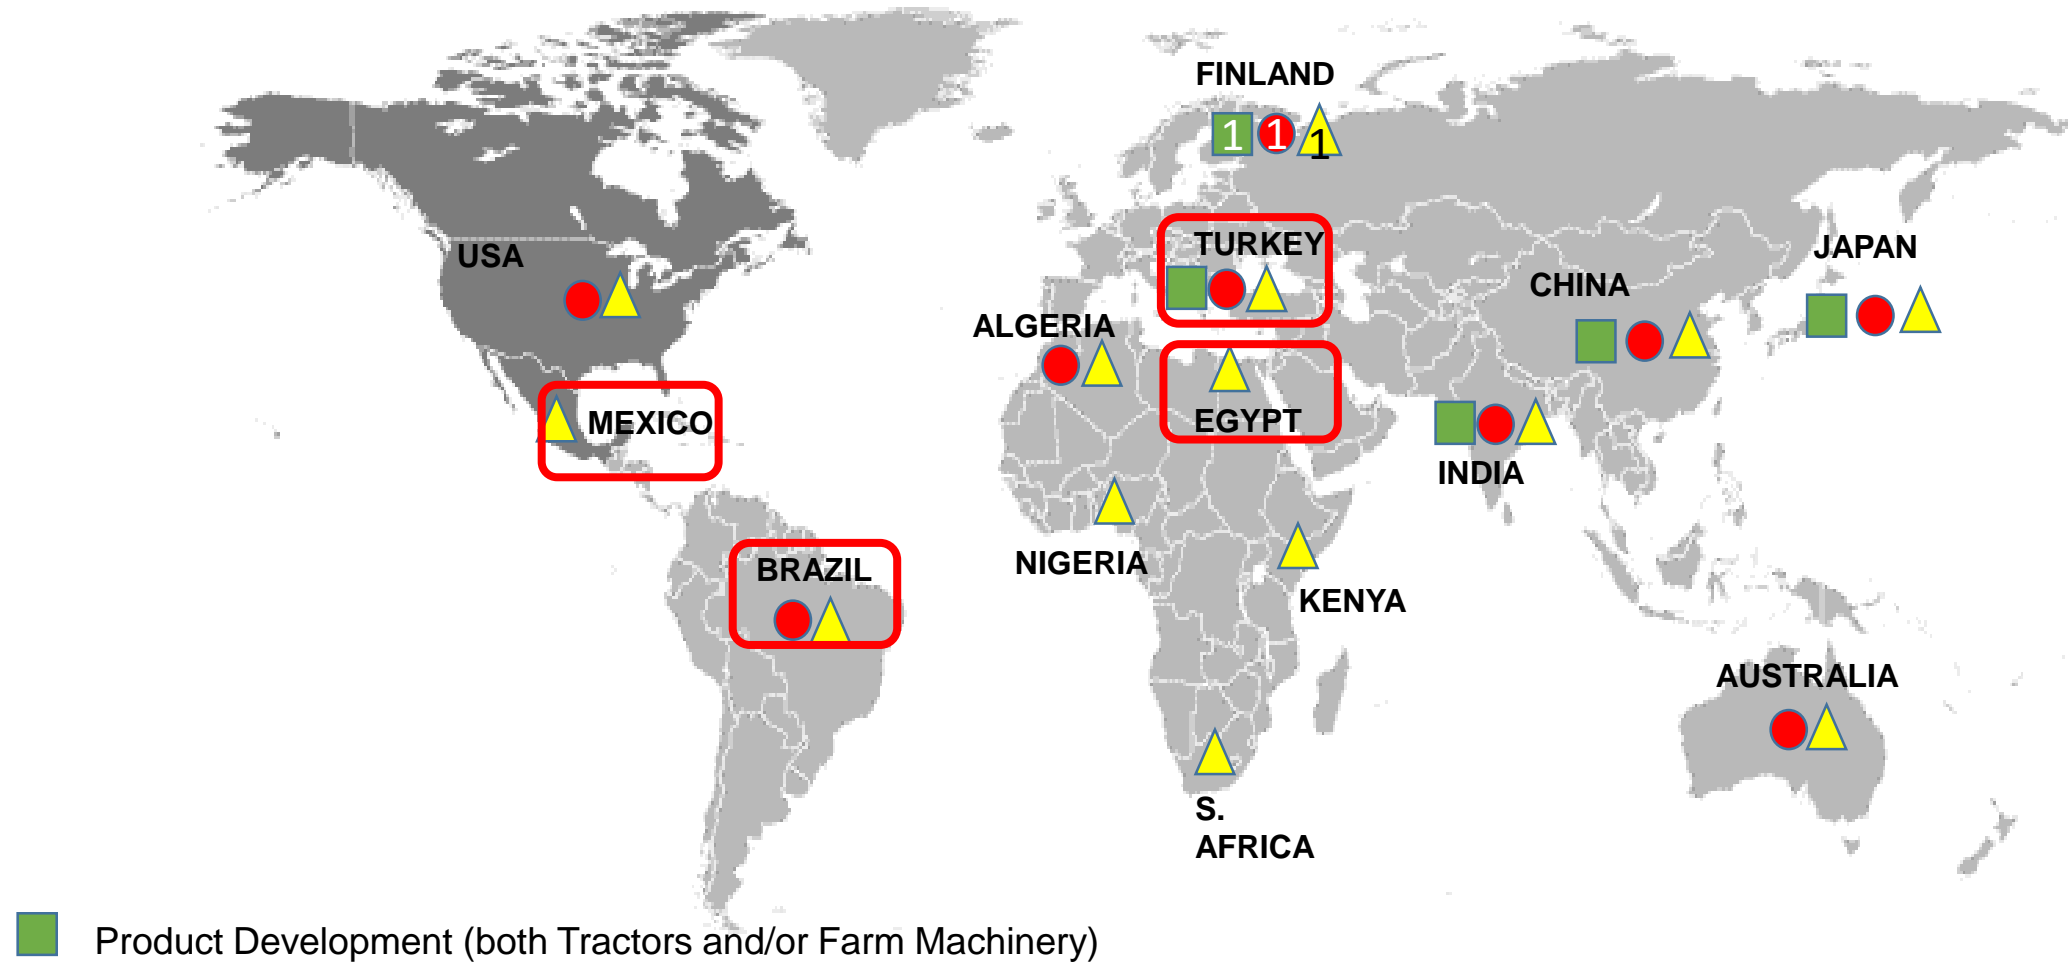 FINLAND
1 1 1
TURKEY
JAPAN
USA
CHINA
ALGERIA
MEXICO
EGYPT
INDIA
NIGERIA
BRAZIL
KENYA
AUSTRALIA
S.
AFRICA
Product Development (both Tractors and/or Farm Machinery)